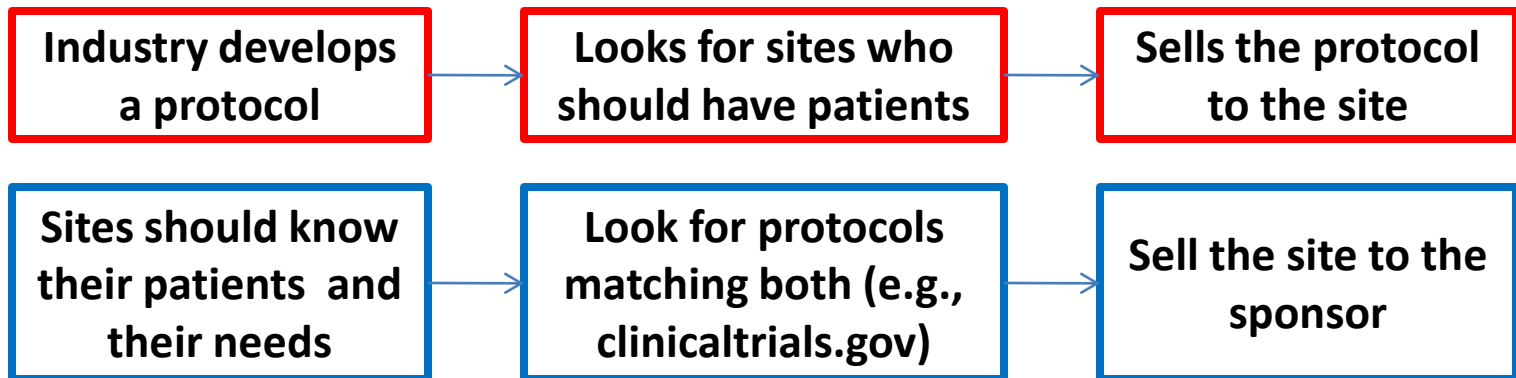 Industry develops
a protocol
Looks for sites who
should have patients
Sells the protocol
to the site
Sites should know
their patients  and
their needs
Look for protocols
matching both (e.g.,
clinicaltrials.gov)
Sell the site to the
sponsor